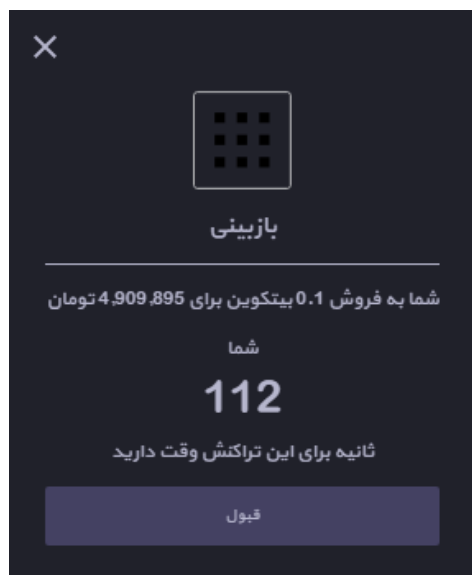 بازبینی
شما به فروش 0.1 بیتکوین برای 4,909,895 تومان
شما
112
ثانیه برای این تراکنش وقت دارید
قبول